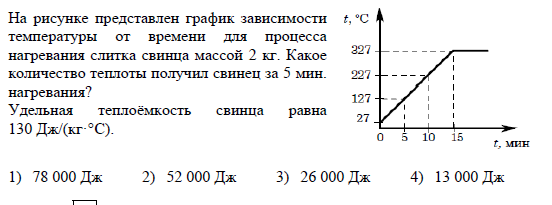 На рисунке представлен график зависимости
температуры от времени для процесса
нагревания слитка свинца массой 2 кг. Какое
количество теплоты получил свинец за 5 мин.
нагревания?
Удельная теплоёмкость свинца равна
130 Дж/(кг·°С).
t, °С
327
227
127
27
0 5 10 15
t, мин
1) 78 000 Дж 2) 52 000 Дж 3) 26 000 Дж 4) 13 000 Дж